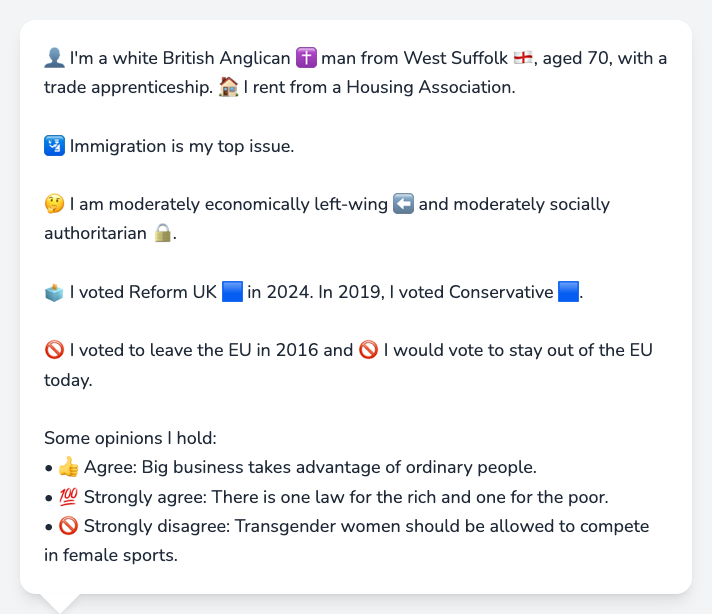 👤 I'm a white British Anglican ✝️ man from West Suffolk 🏴󠁧󠁢󠁥󠁮󠁧󠁿, aged 70, with a
trade apprenticeship. 🏠 I rent from a Housing Association.
🛂 Immigration is my top issue.
🤔 I am moderately economically left-wing ⬅️ and moderately socially
authoritarian 🔒.
🗳️ I voted Reform UK 🟦 in 2024. In 2019, I voted Conservative 🟦.
🚫 I voted to leave the EU in 2016 and 🚫 I would vote to stay out of the EU
today.
Some opinions I hold:
• 👍 Agree: Big business takes advantage of ordinary people.
• 💯 Strongly agree: There is one law for the rich and one for the poor.
• 🚫 Strongly disagree: Transgender women should be allowed to compete
in female sports.